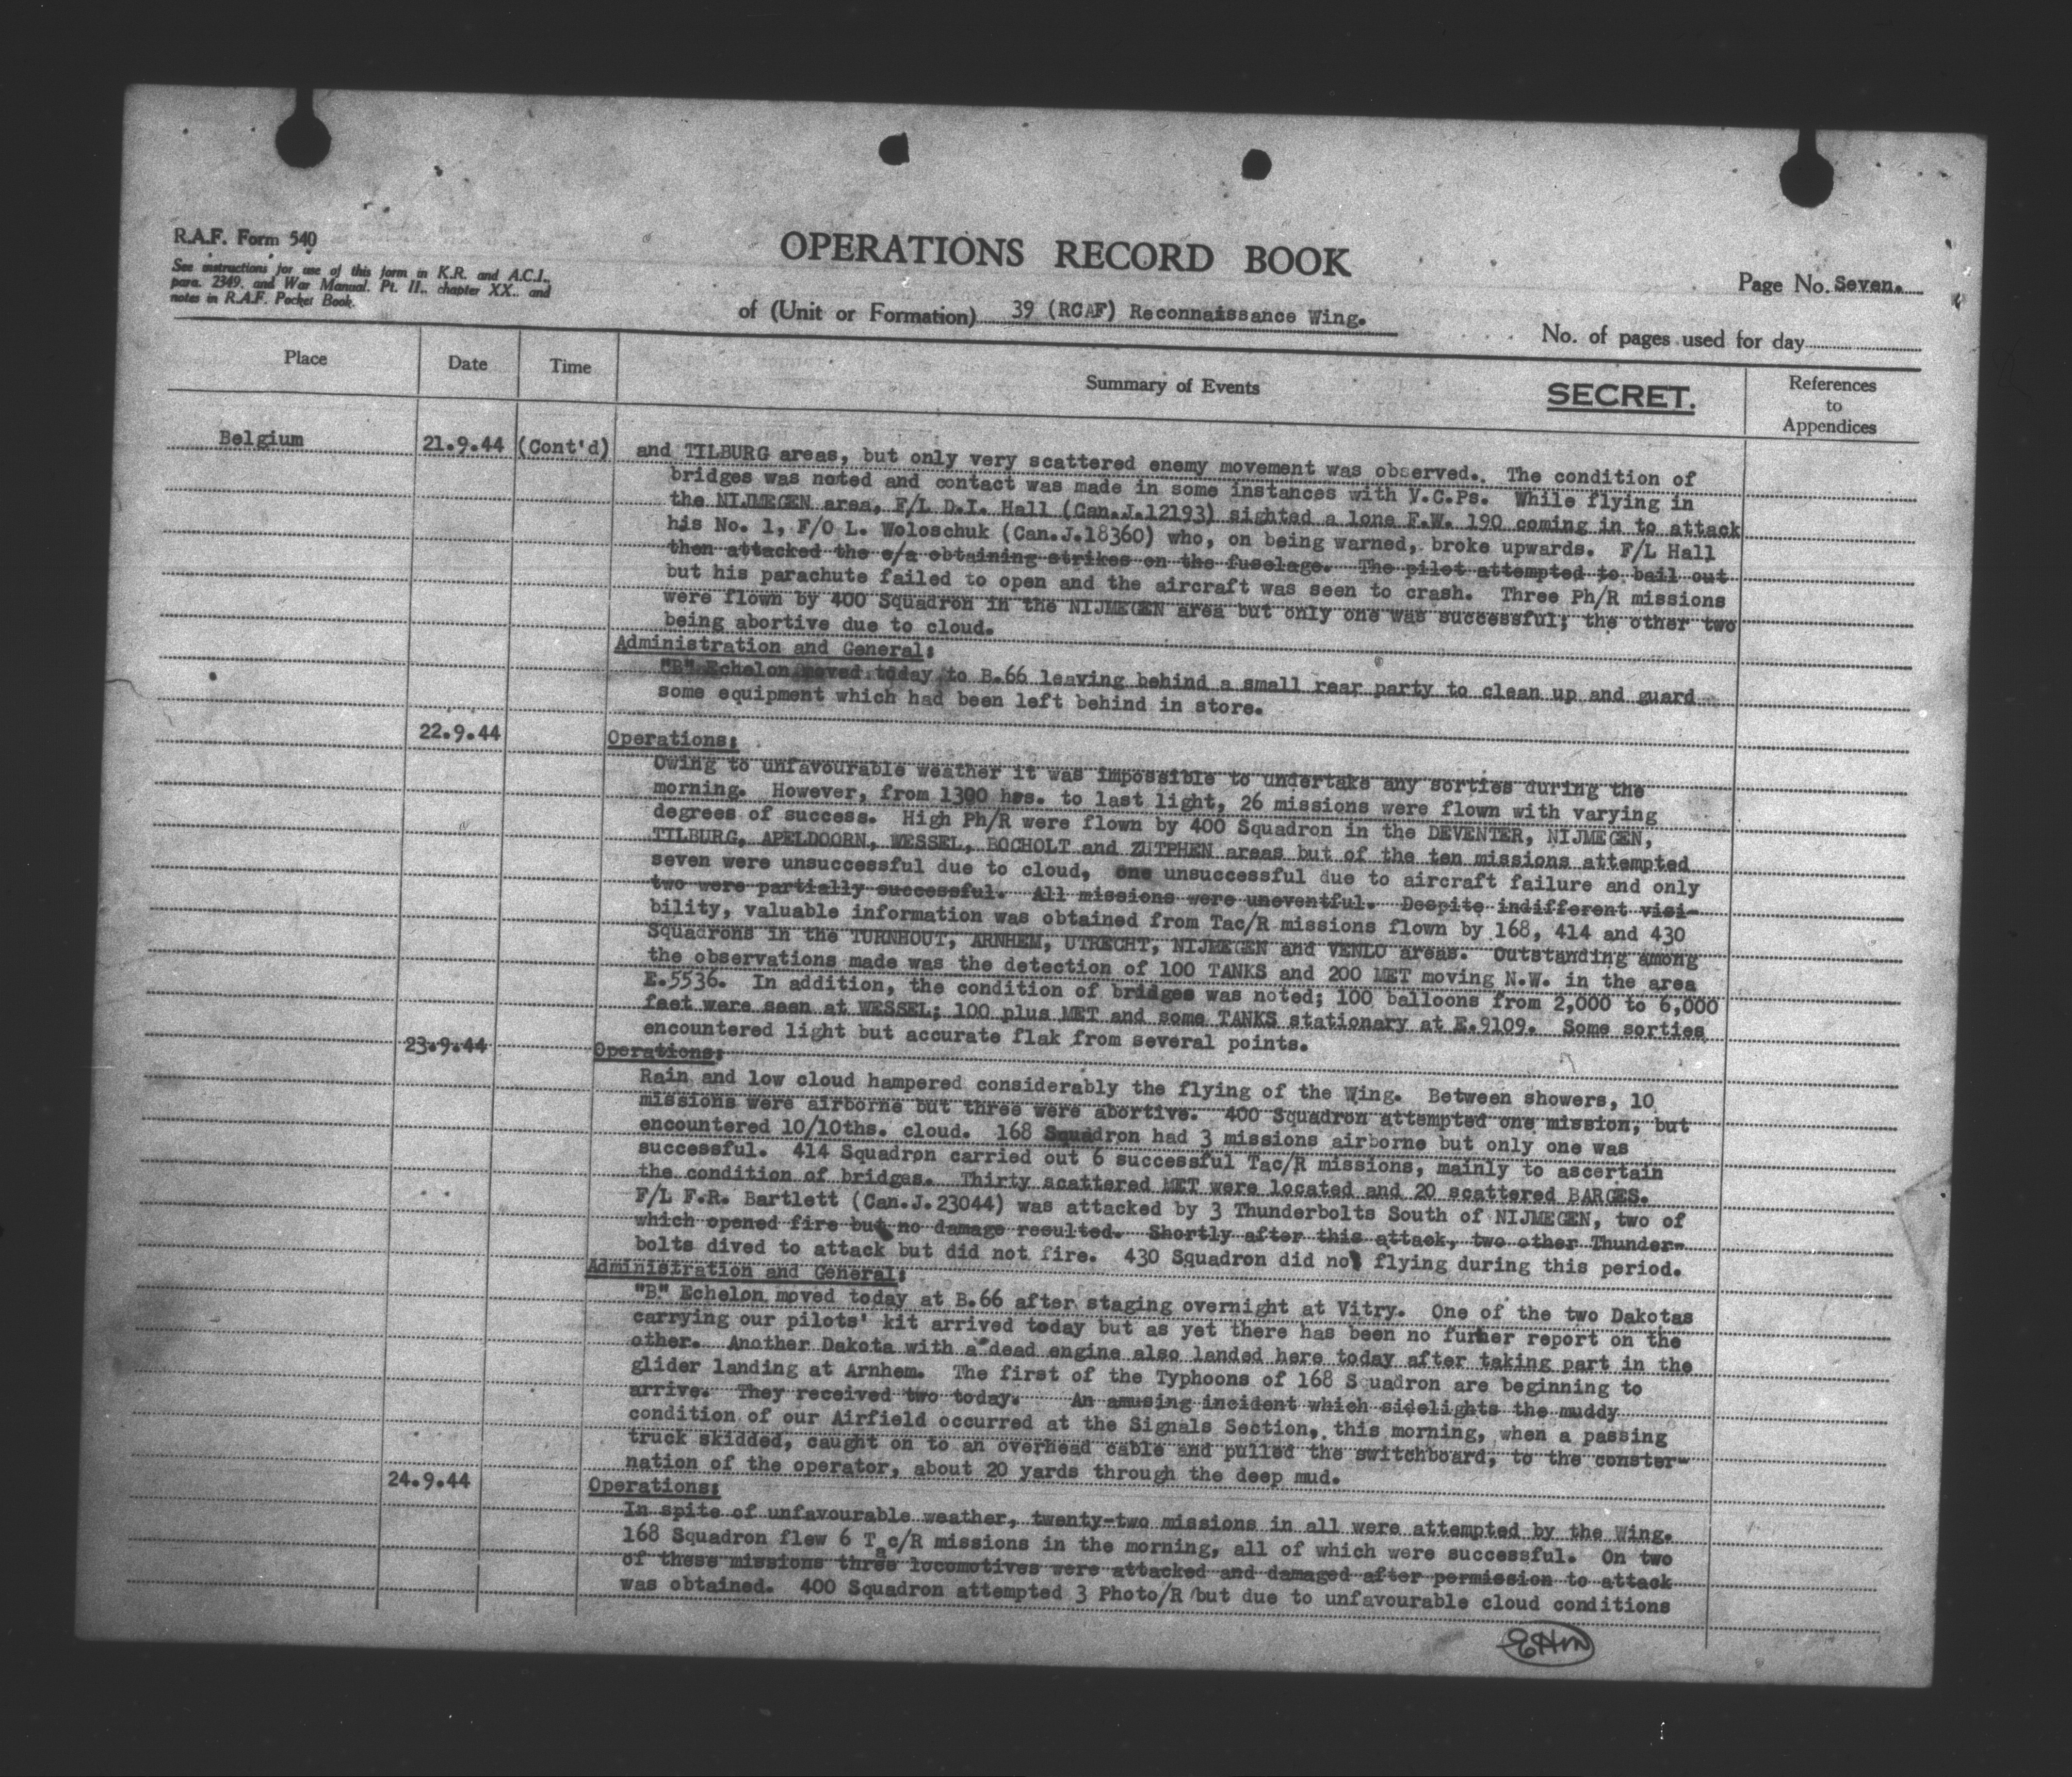 R.A.F. Form 540
See instructions for use of this form in K.R. and A.C.I.,
para. 2349, and War Manual. Pt. II., chapter XX., and
notes in R.A.F. Pocket Book.
OPERATIONS RECORD BOOK
of (Unit or Formation) 39 (RCAF) Reconnaissance Wing.
Page No. Seven.
No. of pages used for day
Place
Date
Time
Summary of Events
SECRET.
References
to
Appendices
Belgium 21.9.44 (Cont'd) and TILBURG areas, but only very scattered enemy movement was observed. The condition of
bridges was noted and contact was made in some instances with V.C.Ps. While flying in
the NIJMEGEN area, F/L D.I. Hall (Can.J.12193) sighted a lone F.W. 190 coming in to attack
his No. 1, F/O L. Woloschuk (Can.J.18360) who, on being warned, broke upwards. F/L Hall
then attacked the e/a obtaining strikes on the fuselage. The pilot attempted to bail out
but his parachute failed to open and the aircraft was seen to crash. Three Ph/R missions
were flown by 400 Squadron in the NIJMEGEN area but only one was successful; the other two
being abortive due to cloud.
Administration and General:
"B" Echelon moved today to B.66 leaving behind a small rear party to clean up and guard
some equipment which had been left behind in store.
22.9.44 Operations:
Owing to unfavourable weather it was impossible to undertake any sorties during the
morning. However, from 1300 hrs. to last light, 26 missions were flown with varying
degrees of success. High Ph/R were flown by 400 Squadron in the DEVENTER, NIJMEGEN,
TILBURG, APELDOORN, WESSEL, BOCHOLT and ZUTPHEN areas but of the ten missions attempted
seven were unsuccessful due to cloud, one unsuccessful due to aircraft failure and only
two were partially successful. All missions were uneventful. Despite indifferent visi-
bility, valuable information was obtained from Tac/R missions flown by 168, 414 and 430
Squadrons in the TURNHOUT, ARNHEM, UTRECHT, NIJMEGEN and VENLO areas. Outstanding among
the observations made was the detection of 100 TANKS and 200 MET moving N.W. in the area
E.5536. In addition, the condition of bridges was noted; 100 balloons from 2,000 to 6,000
feet were seen at WESSEL; 100 plus MET and some TANKS stationary at E.9109. Some sorties
encountered light but accurate flak from several points.
23.9.44 Operations:
Rain and low cloud hampered considerably the flying of the Wing. Between showers, 10
missions were airborne but three were abortive. 400 Squadron attempted one mission, but
encountered 10/10ths. cloud. 168 Squadron had 3 missions airborne but only one was
successful. 414 Squadron carried out 6 successful Tac/R missions, mainly to ascertain
the condition of bridges. Thirty scattered MET were located and 20 scattered BARGES.
F/L F.R. Bartlett (Can.J.23044) was attacked by 3 Thunderbolts South of NIJMEGEN, two of
which opened fire but no damage resulted. Shortly after this attack, two other Thunder-
bolts dived to attack but did not fire. 430 Squadron did not flying during this period.
Administration and General:
"B" Echelon moved today at B.66 after staging overnight at Vitry. One of the two Dakotas
carrying our pilots' kit arrived today but as yet there has been no further report on the
other. Another Dakota with a dead engine also landed here today after taking part in the
glider landing at Arnhem. The first of the Typhoons of 168 Squadron are beginning to
arrive. They received two today. An amusing incident which sidelights the muddy
condition of our Airfield occurred at the Signals Section, this morning, when a passing
truck skidded, caught on to an overhead cable and pulled the switchboard, to the conster-
nation of the operator, about 20 yards through the deep mud.
24.9.44 Operations:
In spite of unfavourable weather, twenty-two missions in all were attempted by the Wing.
168 Squadron flew 6 Tac/R missions in the morning, all of which were successful. On two
of these missions three locomotives were attacked and damaged after permission to attack
was obtained. 400 Squadron attempted 3 Photo/R but due to unfavourable cloud conditions